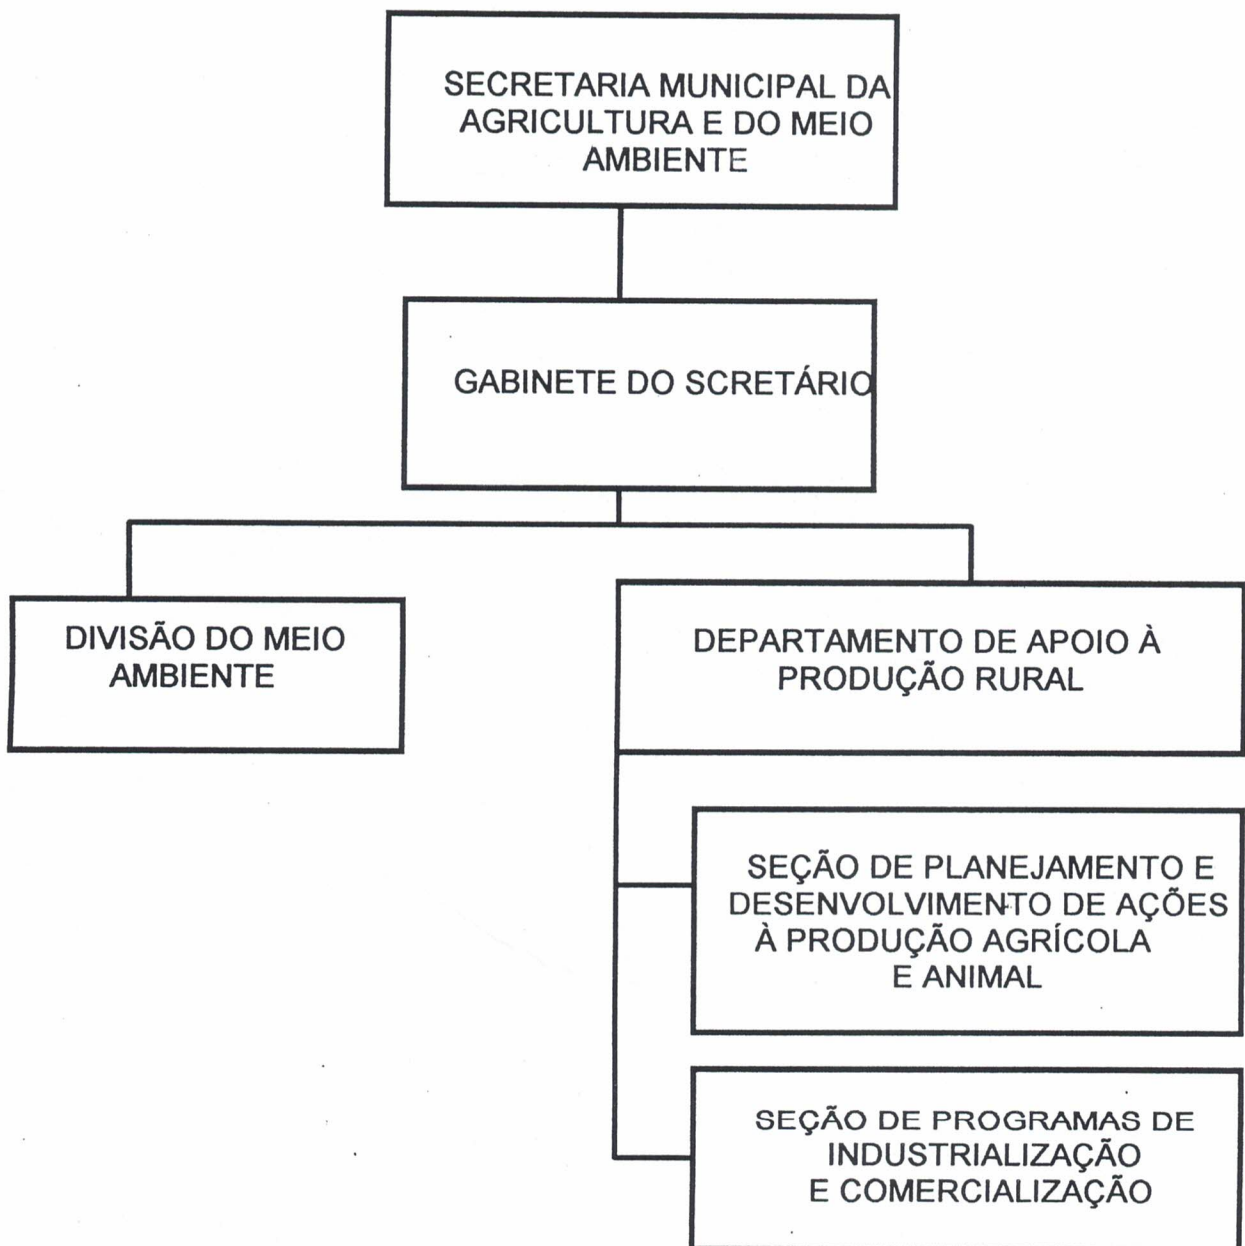 SECRETARIA MUNICIPAL DA
AGRICULTURA E DO MEIO
AMBIENTE
GABINETE DO SCRETÁRIO
DIVISÃO DO MEIO
AMBIENTE
DEPARTAMENTO DE APOIO À
PRODUÇÃO RURAL
SEÇÃO DE PLANEJAMENTO E
DESENVOLVIMENTO DE AÇÕES
À PRODUÇÃO AGRÍCOLA
E ANIMAL
SEÇÃO DE PROGRAMAS DE
INDUSTRIALIZAÇÃO
E COMERCIALIZAÇÃO